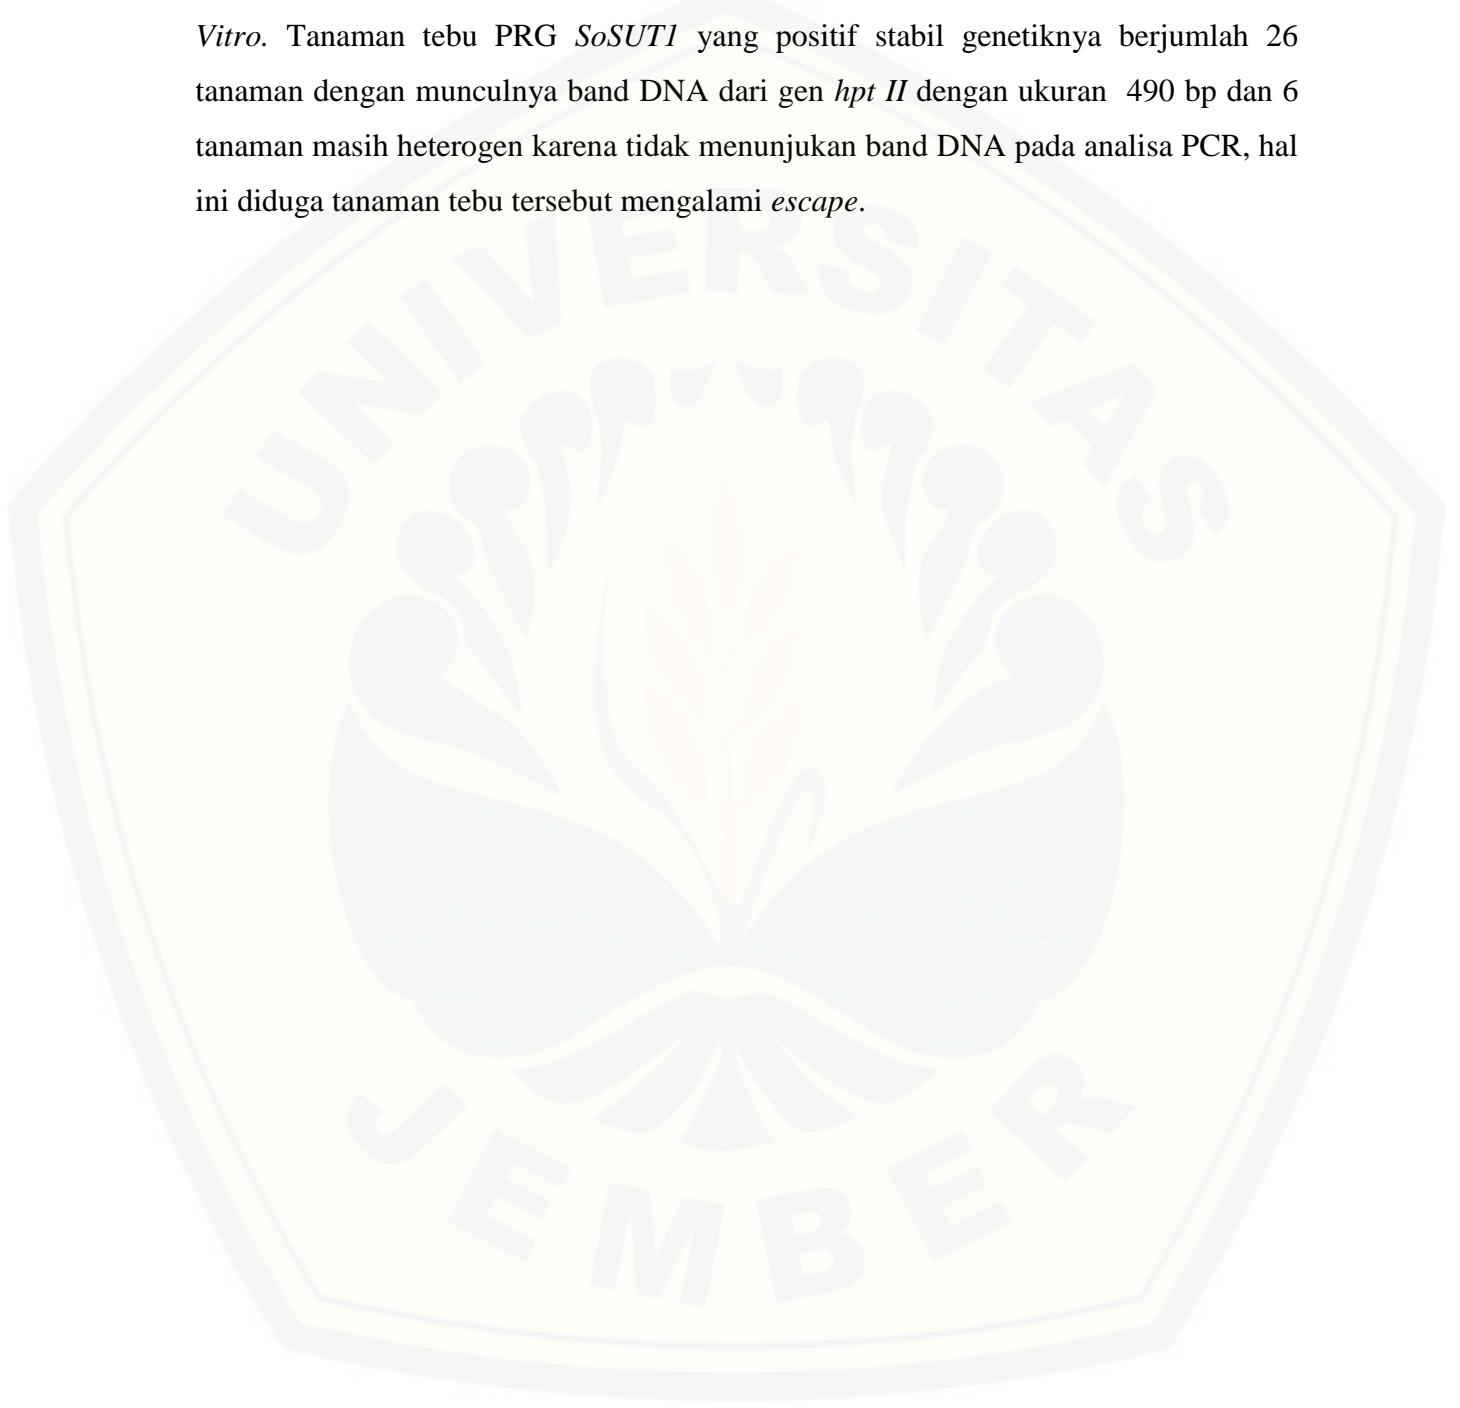 Vitro. Tanaman tebu PRG SoSUT1 yang positif stabil genetiknya berjumlah 26
tanaman dengan munculnya band DNA dari gen hpt II dengan ukuran  490 bp dan 6
tanaman masih heterogen karena tidak menunjukan band DNA pada analisa PCR, hal
ini diduga tanaman tebu tersebut mengalami escape.
UNIVERSITAS
JEMBER